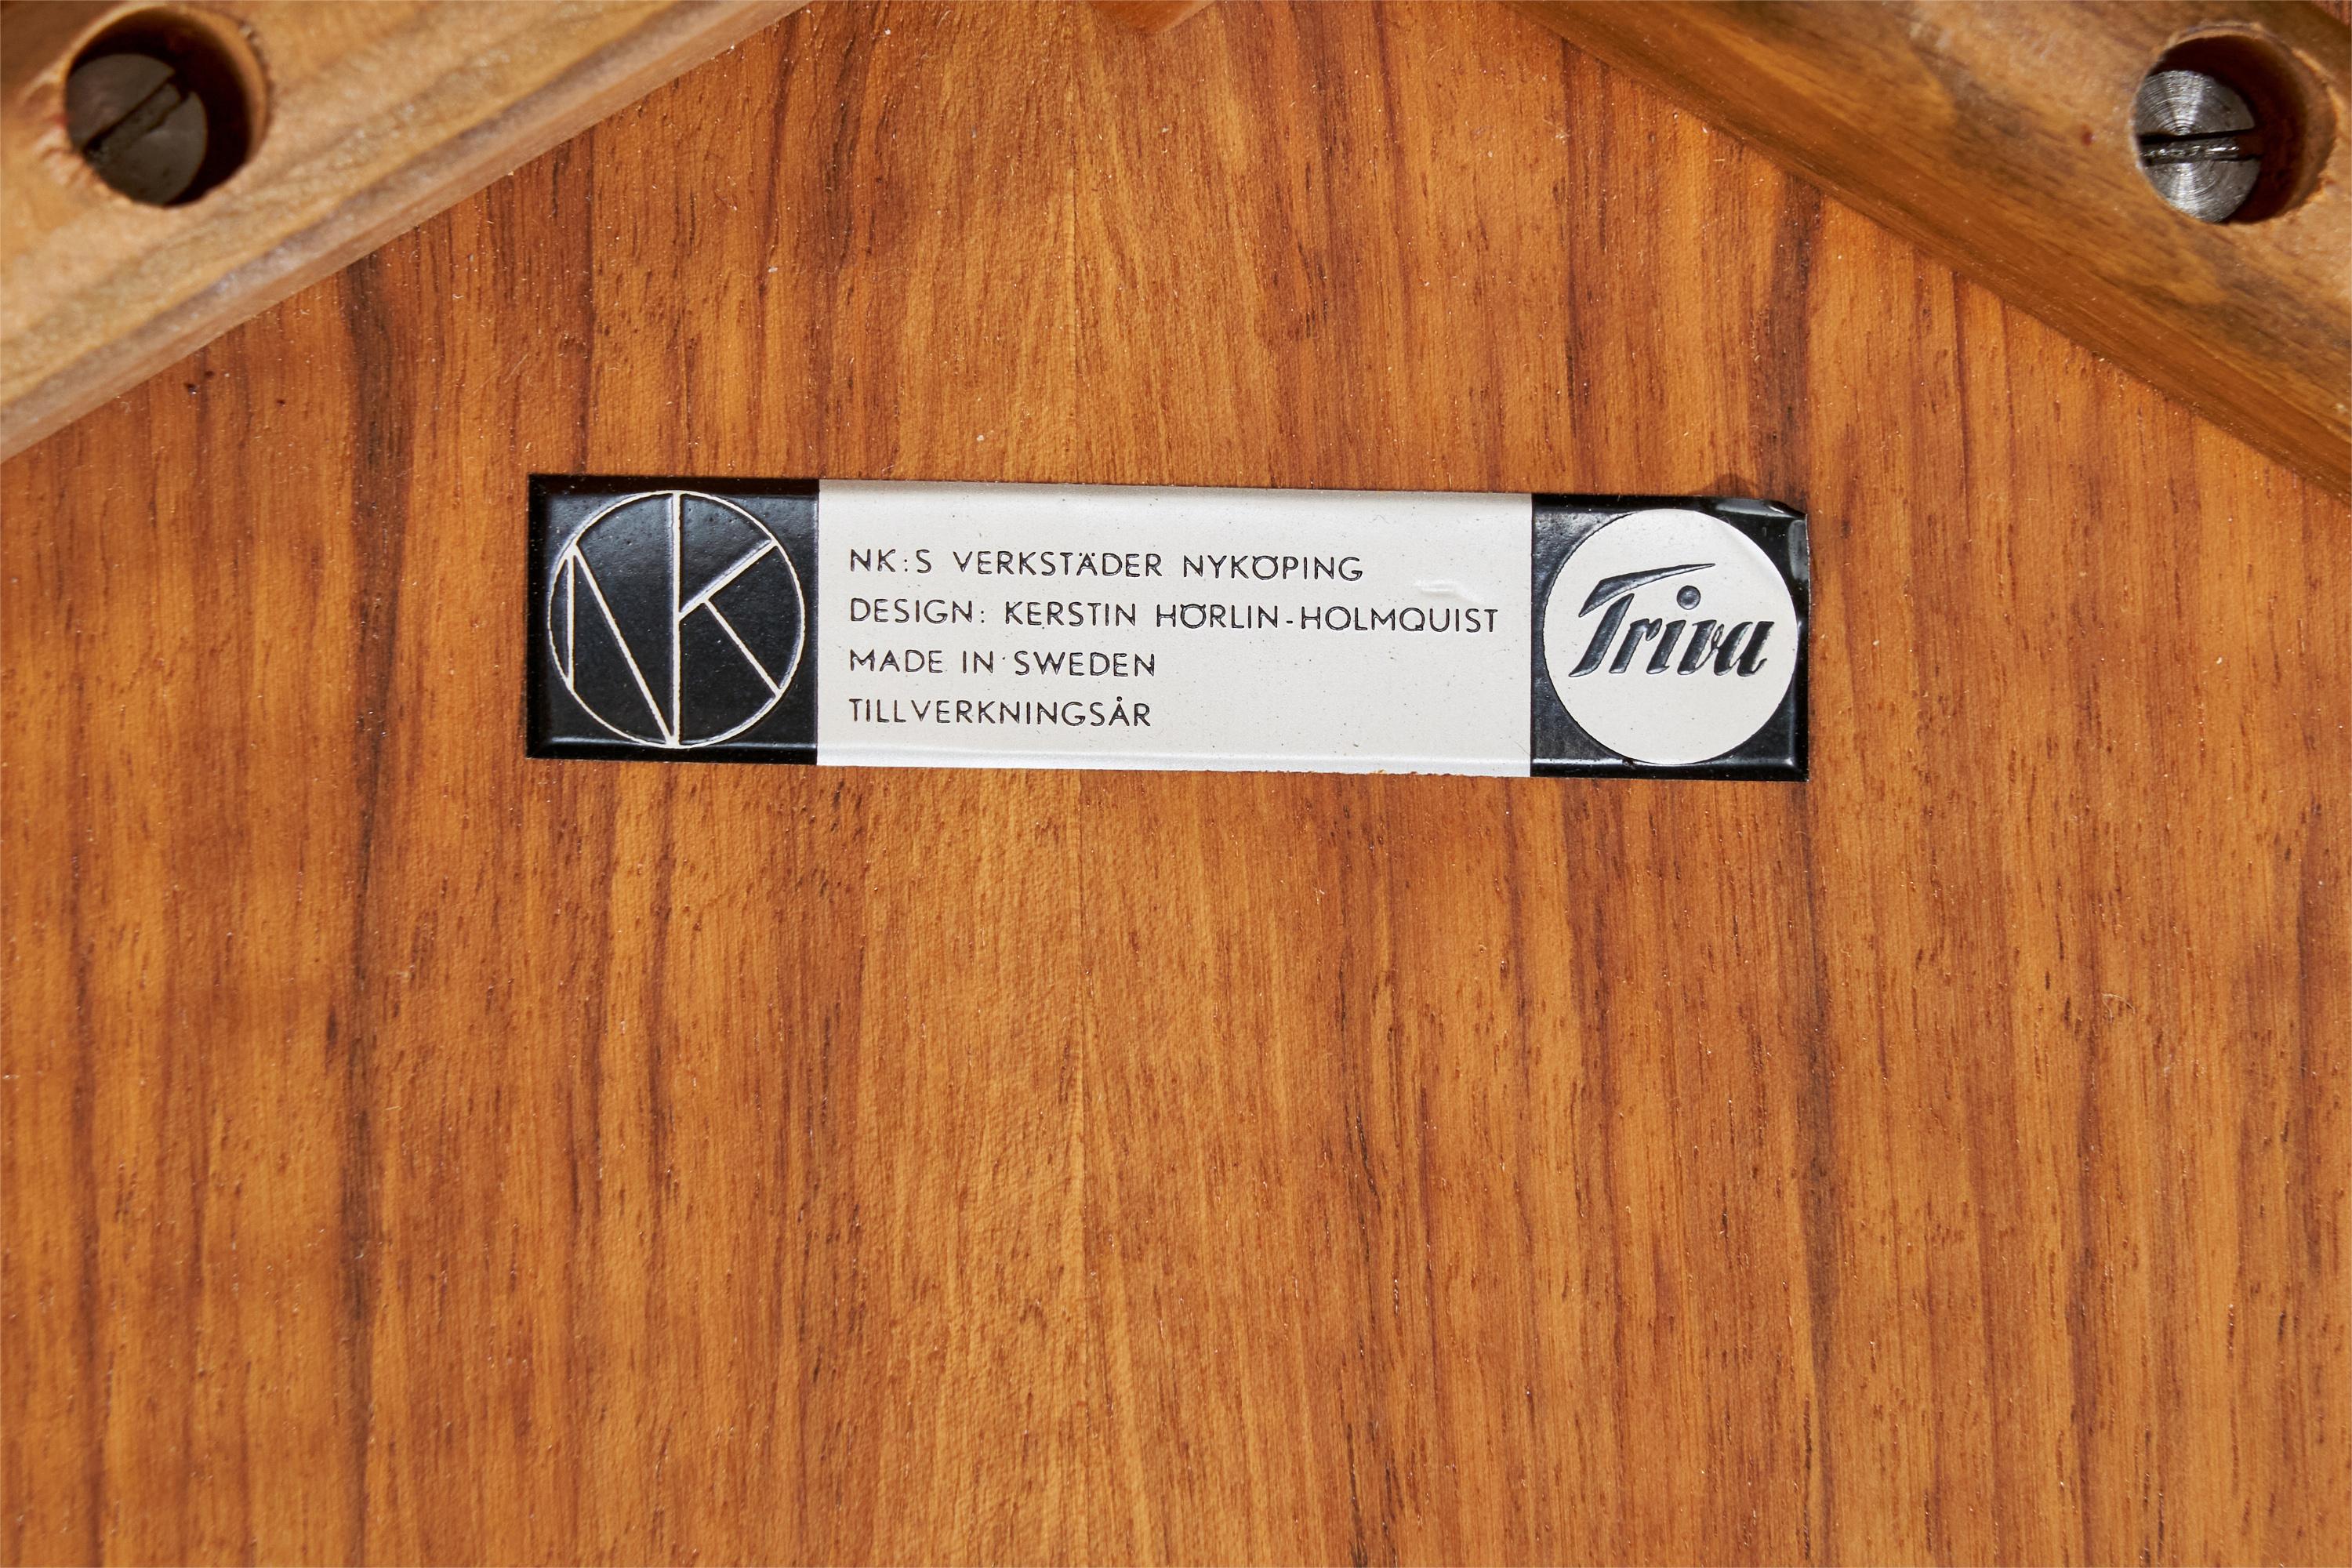 NK
NK:S VERKSTÄDER NYKÖPING
DESIGN: KERSTIN HÖRLIN-HOLMQUIST
MADE IN SWEDEN
TILLVERKNINGSÅR
Triva